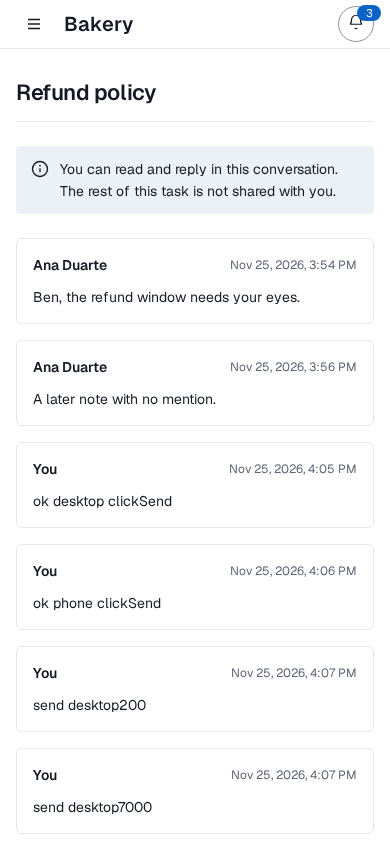 Bakery
3
Refund policy
You can read and reply in this conversation.
The rest of this task is not shared with you.
Ana Duarte
Nov 25, 2026, 3:54 PM
Ben, the refund window needs your eyes.
Ana Duarte
Nov 25, 2026, 3:56 PM
A later note with no mention.
You
Nov 25, 2026, 4:05 PM
ok desktop clickSend
You
Nov 25, 2026, 4:06 PM
ok phone clickSend
You
Nov 25, 2026, 4:07 PM
send desktop200
You
Nov 25, 2026, 4:07 PM
send desktop7000